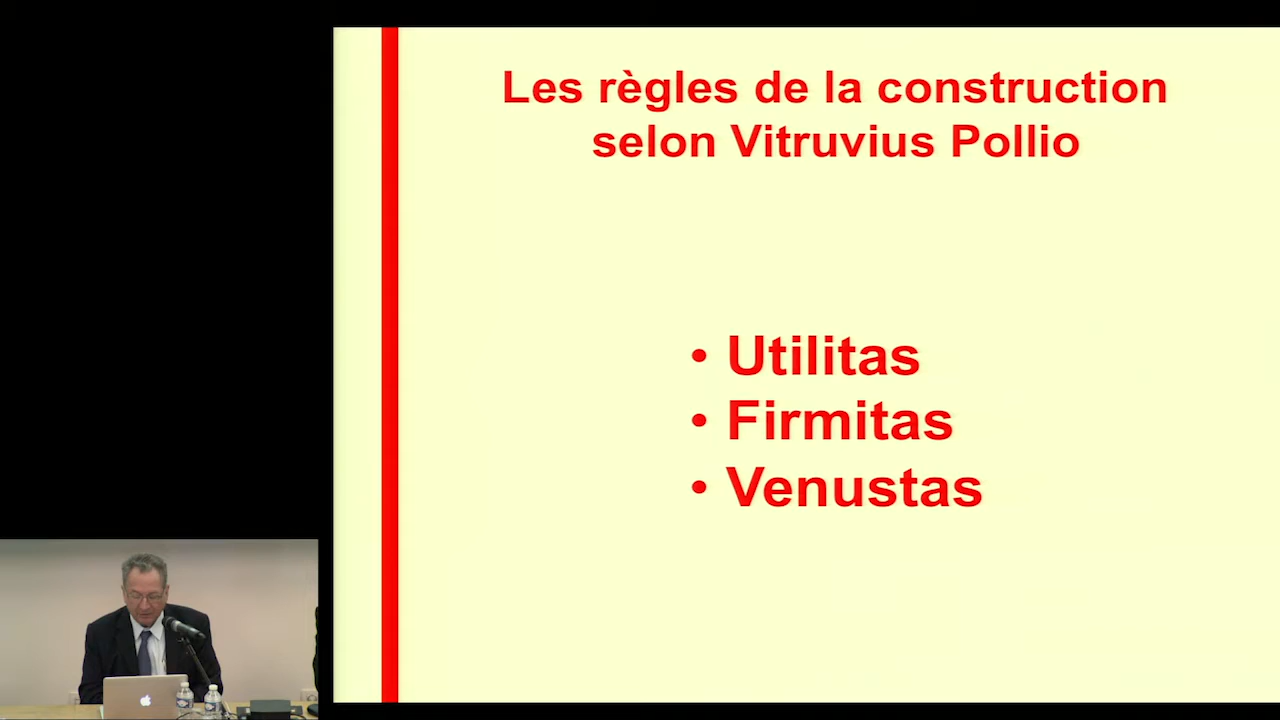 Les règles de la construction
selon Vitruvius Pollio
• Utilitas
• Firmitas
• Venustas